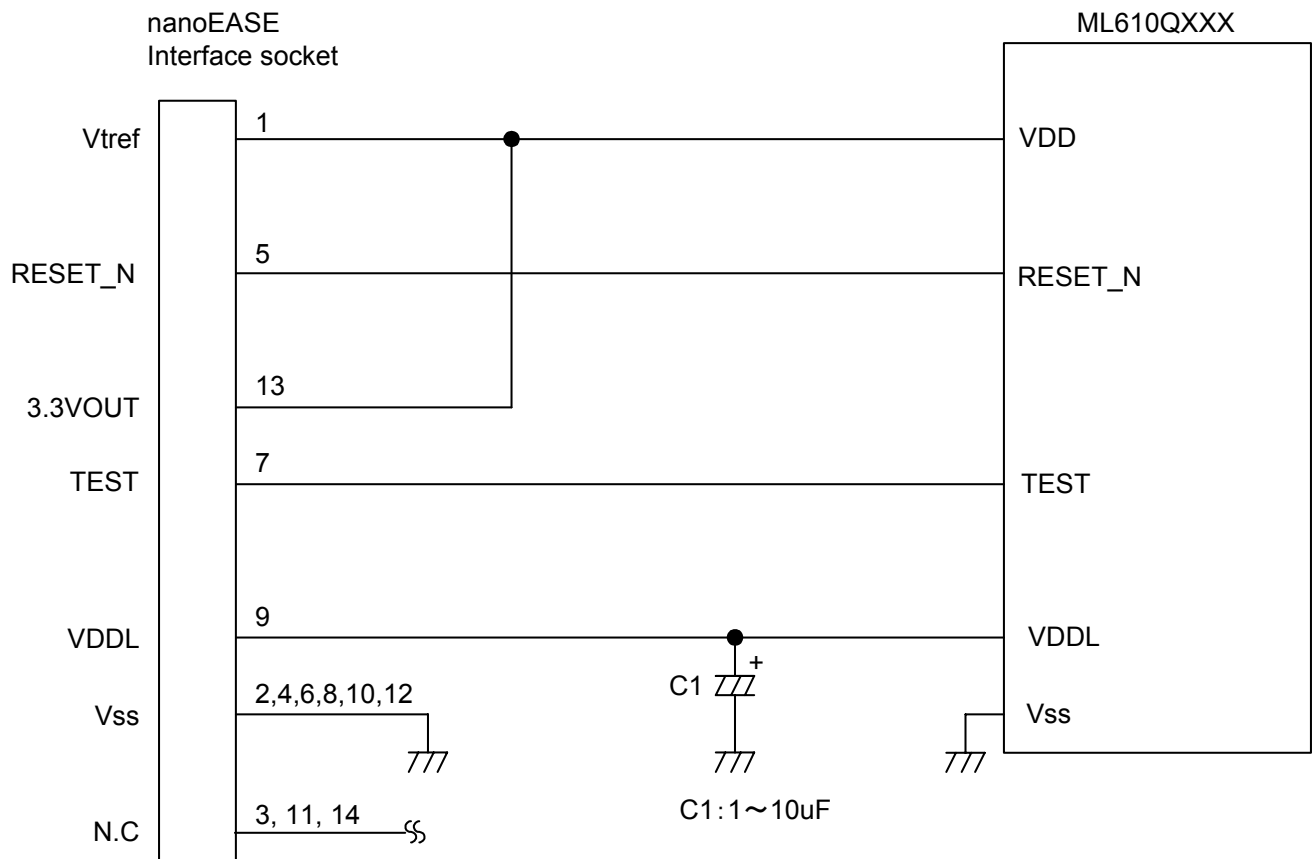 nanoEASE
Interface socket
ML610QXXX
Vtref
1
VDD
RESET_N
5
RESET_N
3.3VOUT
13
TEST
7
TEST
VDDL
9
VDDL
+
C1
Vss
2,4,6,8,10,12
Vss
C1:1～10uF
N.C
3, 11, 14